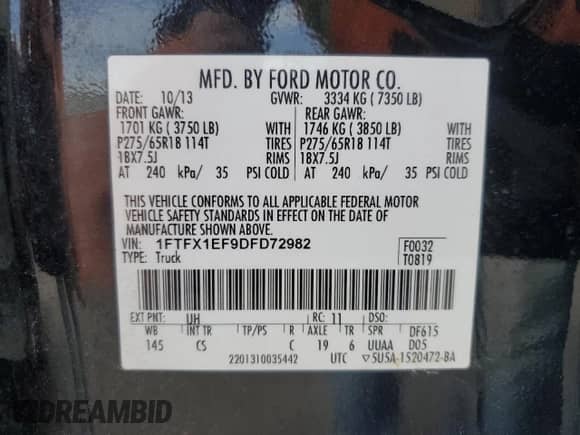 MFD. BY FORD MOTOR CO.
DATE: 10/13 GVWR: 3334 KG ( 7350 LB)
FRONT GAWR: REAR GAWR:
1701 KG ( 3750 LB) WITH 1746 KG ( 3850 LB) WITH
P275/65R18 114T TIRES P275/65R18 114T TIRES
18X7.5J RIMS 18X7.5J RIMS
AT 240 kPa/ 35 PSI COLD AT 240 kPa/ 35 PSI COLD
THIS VEHICLE CONFORMS TO ALL APPLICABLE FEDERAL MOTOR
VEHICLE SAFETY STANDARDS IN EFFECT ON THE DATE OF
MANUFACTURE SHOWN ABOVE.
VIN: 1FTFX1EF9DFD72982 F0032
TYPE: Truck T0819
EXT PNT: UH RC: 11 DSO:
WB INT TR TP/PS R AXLE TR SPR DF615
145 CS C 19 6 UUAA D05
2201310035442 UTC ▽5U5A-1520472-BA
VIDREAMBID